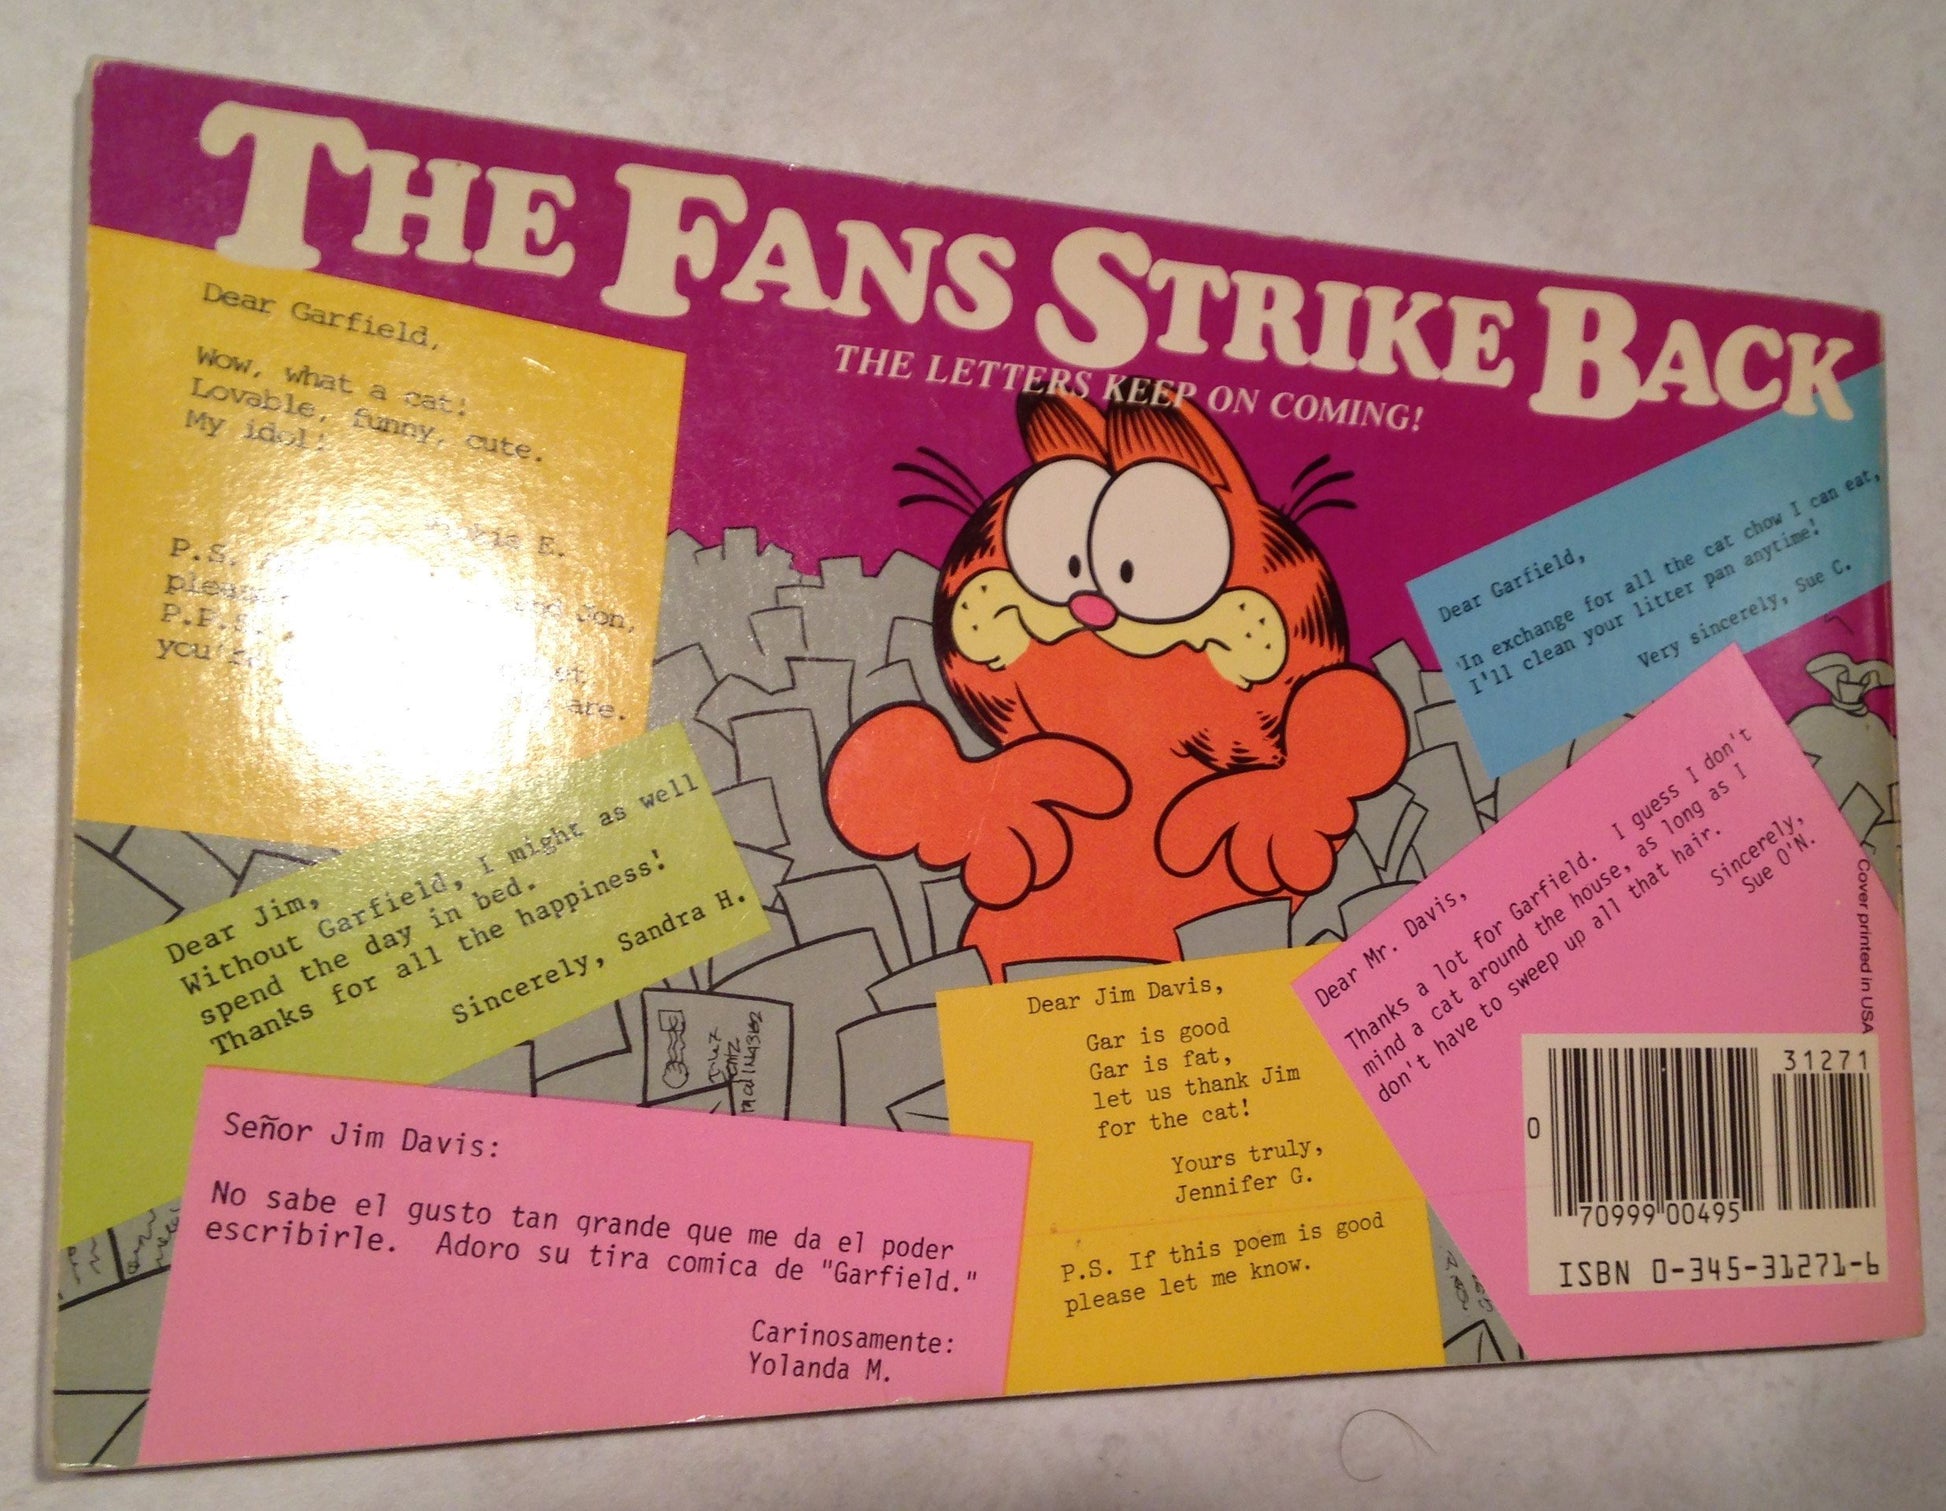 THE FANS STRIKE BACK
THE LETTERS KEEP ON COMING!
Dear Garfield,
Wow, what a cat!
Lovable, funny, cute.
My idol!
E.
P.S.
and Jon,
P.P.S.
you're
are.
Dear Jim,
Without Garfield, I might as well
spend the day in bed.
Thanks for all the happiness!
Sincerely, Sandra H.
Señor Jim Davis:
No sabe el gusto tan grande que me da el poder
escribirle. Adoro su tira comica de "Garfield."
Carinosamente:
Yolanda M.
Dear Jim Davis,
Gar is good
Gar is fat,
let us thank Jim
for the cat!
Yours truly,
Jennifer G.
P.S. If this poem is good
please let me know.
Dear Garfield,
In exchange for all the cat chow I can eat,
I'll clean your litter pan anytime!
Very sincerely, Sue C.
Dear Mr. Davis,
Thanks a lot for Garfield. I guess I don't
mind a cat around the house, as long as I
don't have to sweep up all that hair.
Sincerely,
Sue O'N.
Cover printed in USA
31271
0
70999 00495
ISBN 0-345-31271-6